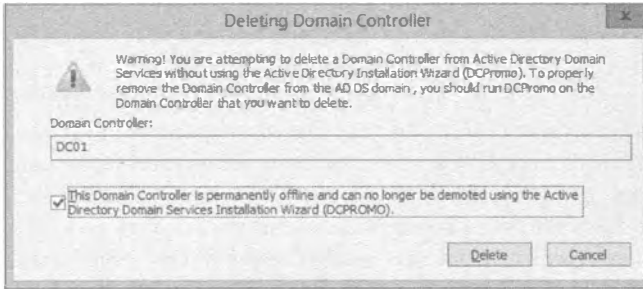 Deleting Domain Controller
x
Warning! You are attempting to delete a Domain Controller from Active Directory Domain
Services without using the Active Directory Installation Wizard (DCPromo). To properly
remove the Domain Controller from the AD DS domain , you should run DCPromo on the
Domain Controller that you want to delete.
Domain Controller:
DC01
This Domain Controller is permanently offline and can no longer be demoted using the Active
Directory Domain Services Installation Wizard (DCPROMO).
Delete
Cancel